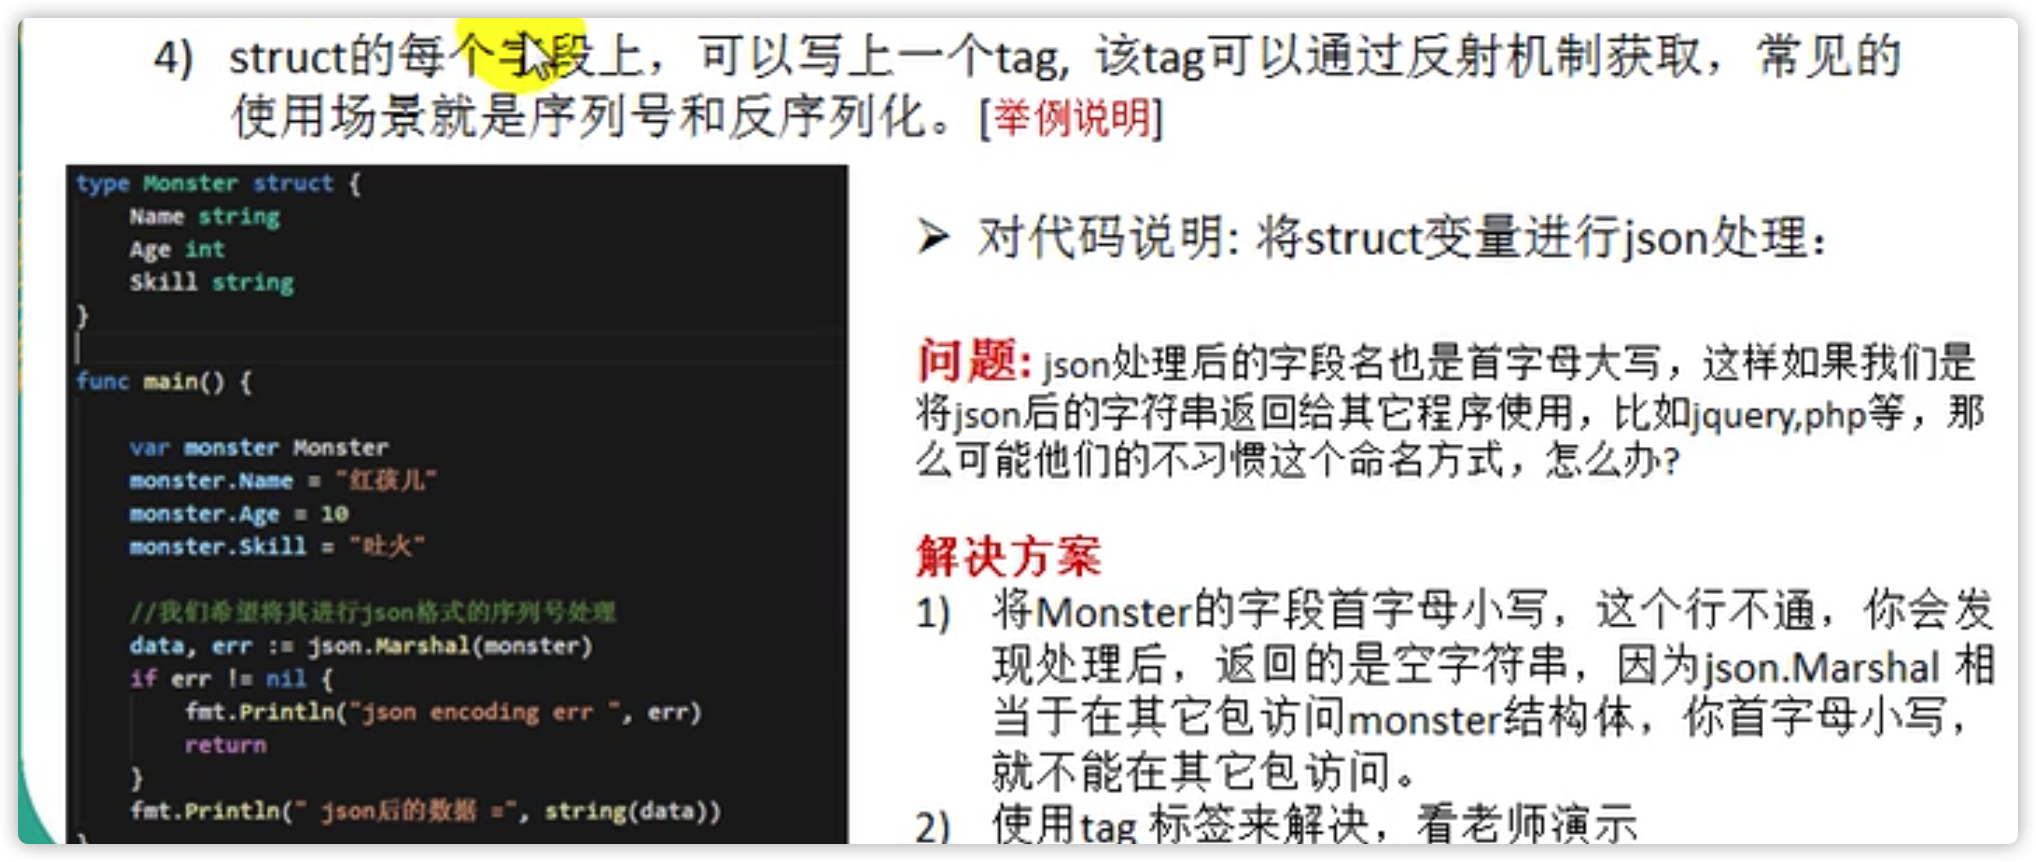 4) struct的每个字段上，可以写上一个tag, 该tag可以通过反射机制获取，常见的
使用场景就是序列号和反序列化。[举例说明]
type Monster struct {
Name string
Age int
Skill string
}
func main() {
var monster Monster
monster.Name = "红孩儿"
monster.Age = 10
monster.Skill = "吐火"
//我们希望将其进行json格式的序列号处理
data, err := json.Marshal(monster)
if err != nil {
fmt.Println("json encoding err ", err)
return
}
fmt.Println(" json后的数据 =", string(data))
}
➢ 对代码说明: 将struct变量进行json处理：
问题: json处理后的字段名也是首字母大写，这样如果我们是
将json后的字符串返回给其它程序使用，比如jquery,php等，那
么可能他们的不习惯这个命名方式，怎么办?
解决方案
1) 将Monster的字段首字母小写，这个行不通，你会发
现处理后，返回的是空字符串，因为json.Marshal 相
当于在其它包访问monster结构体，你首字母小写，
就不能在其它包访问。
2) 使用tag 标签来解决，看老师演示